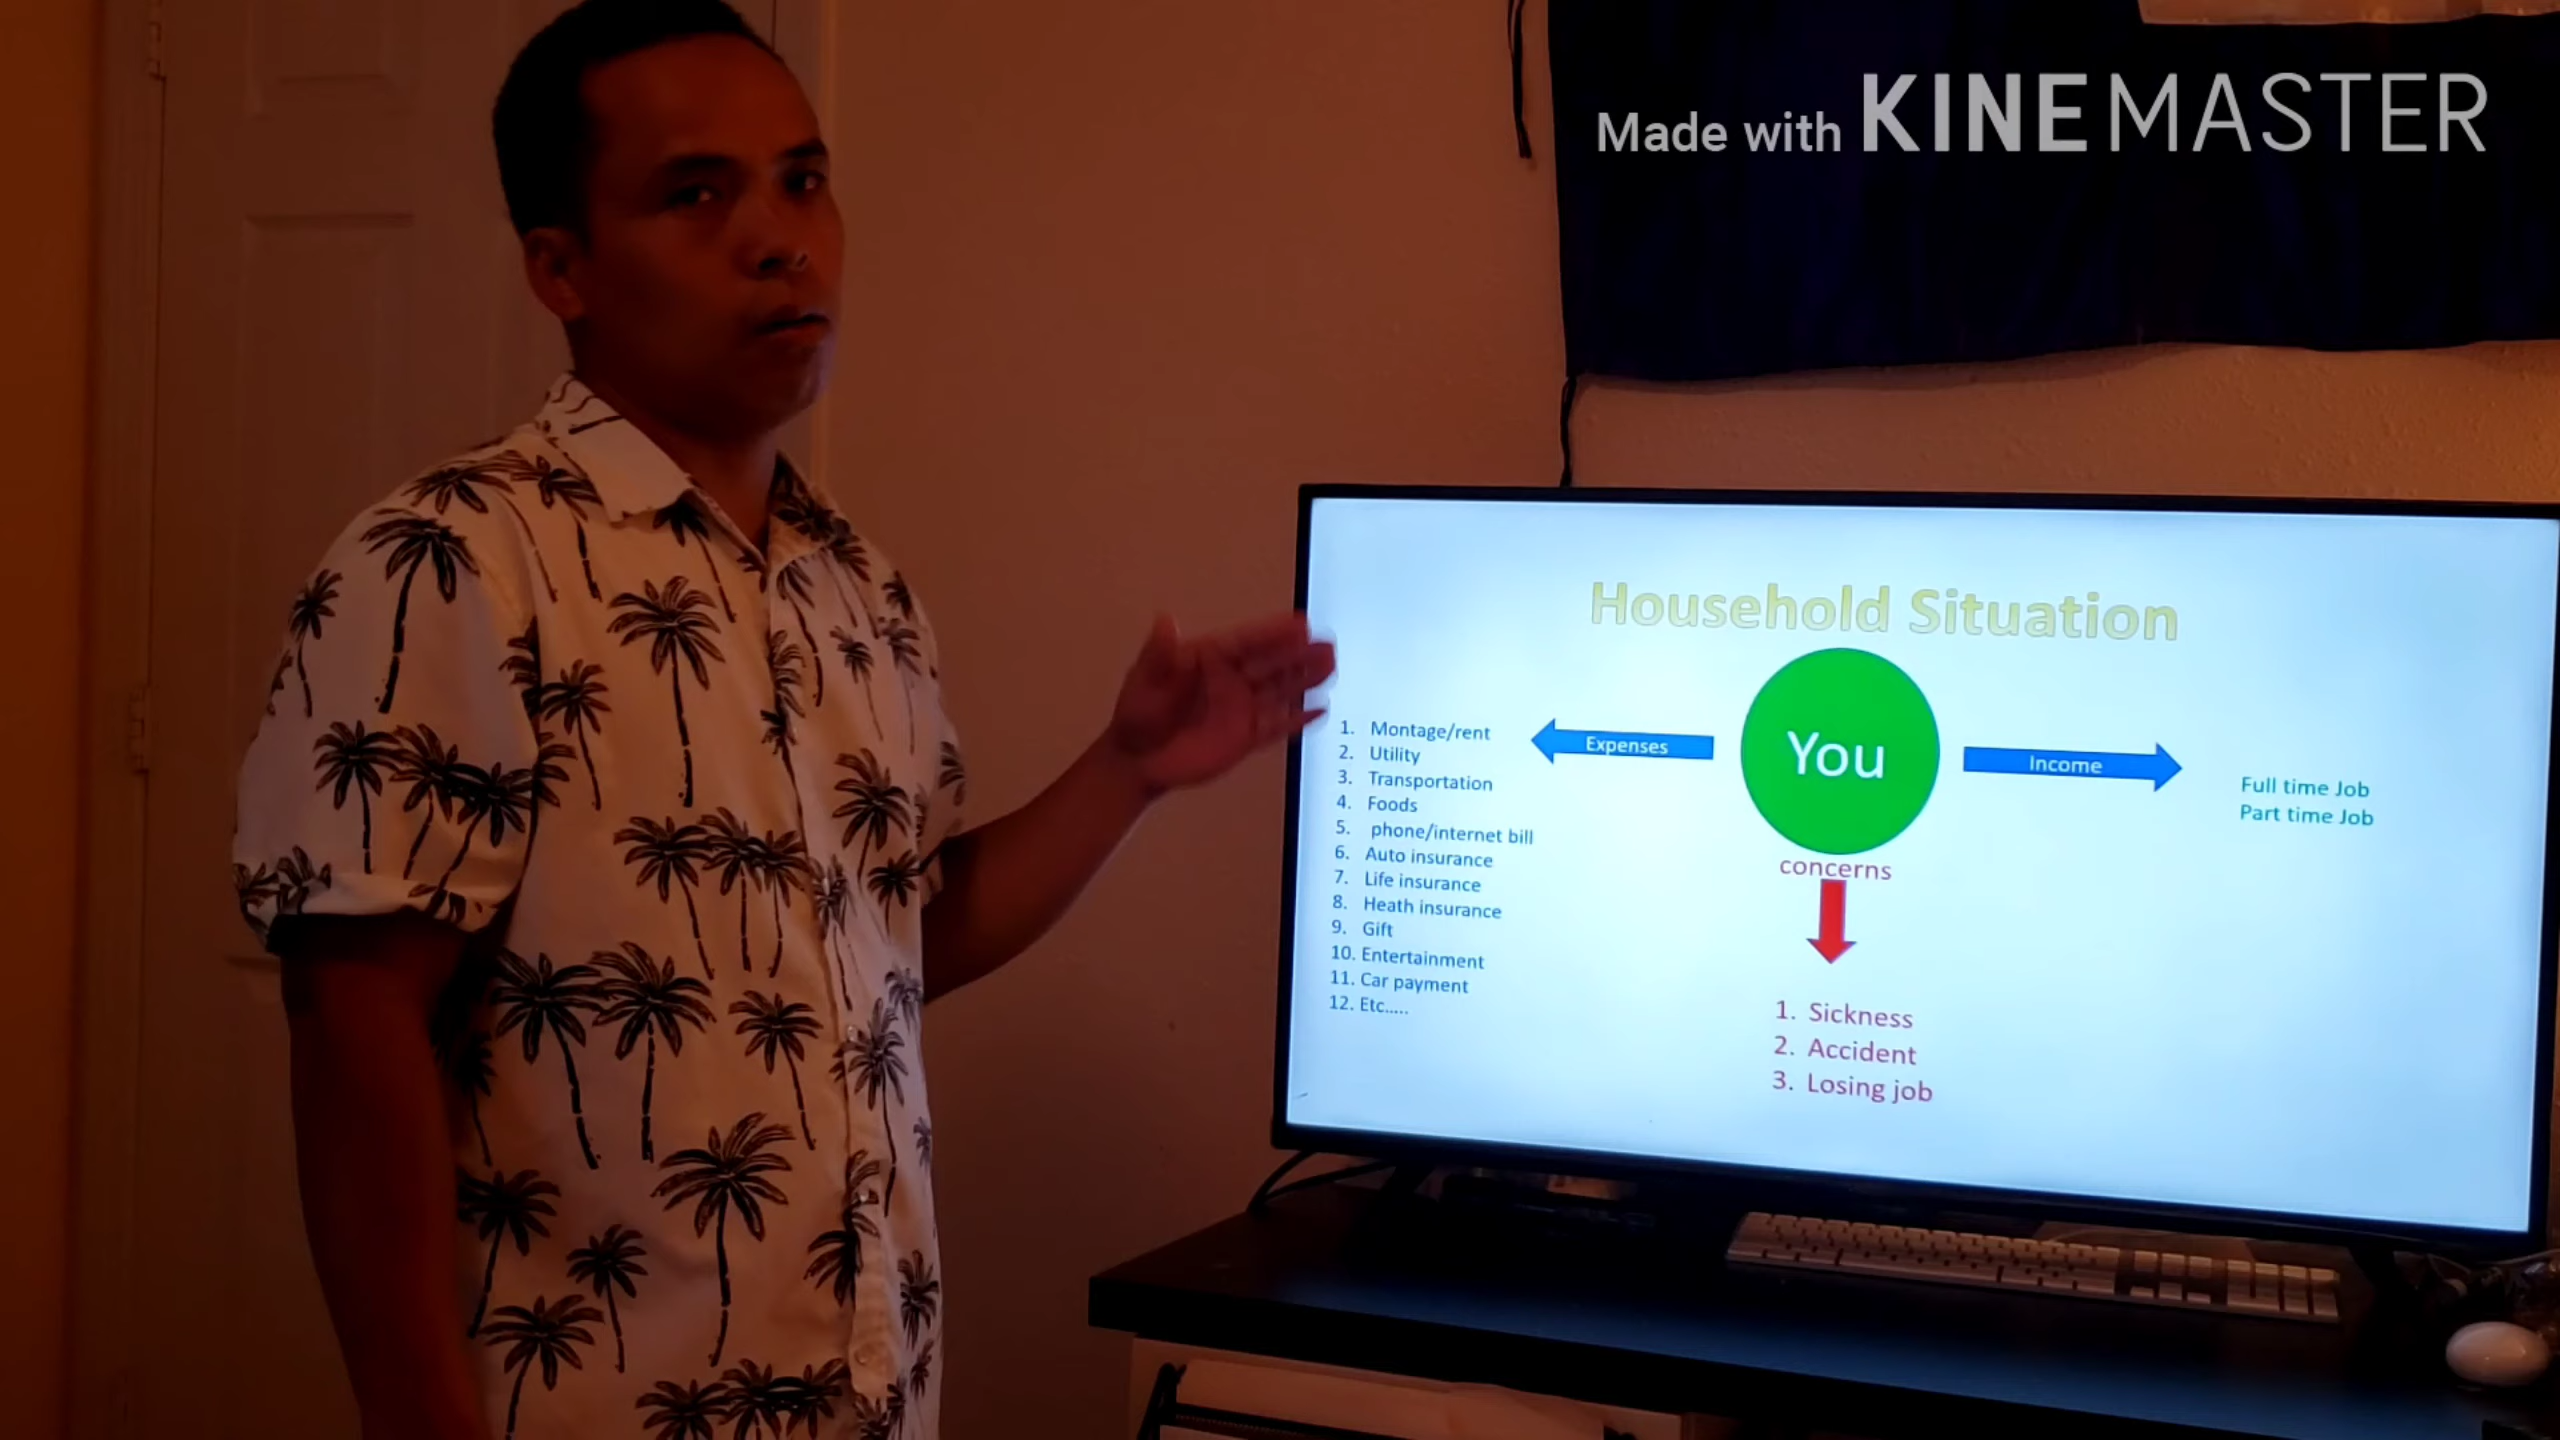 Made with KINEMASTER
Household Situation
1. Montage/rent
2. Utility
3. Transportation
4. Foods
5. phone/internet bill
6. Auto insurance
7. Life insurance
8. Heath insurance
9. Gift
10. Entertainment
11. Car payment
12. Etc.....
Expenses
You
Income
Full time Job
Part time Job
concerns
1. Sickness
2. Accident
3. Losing job